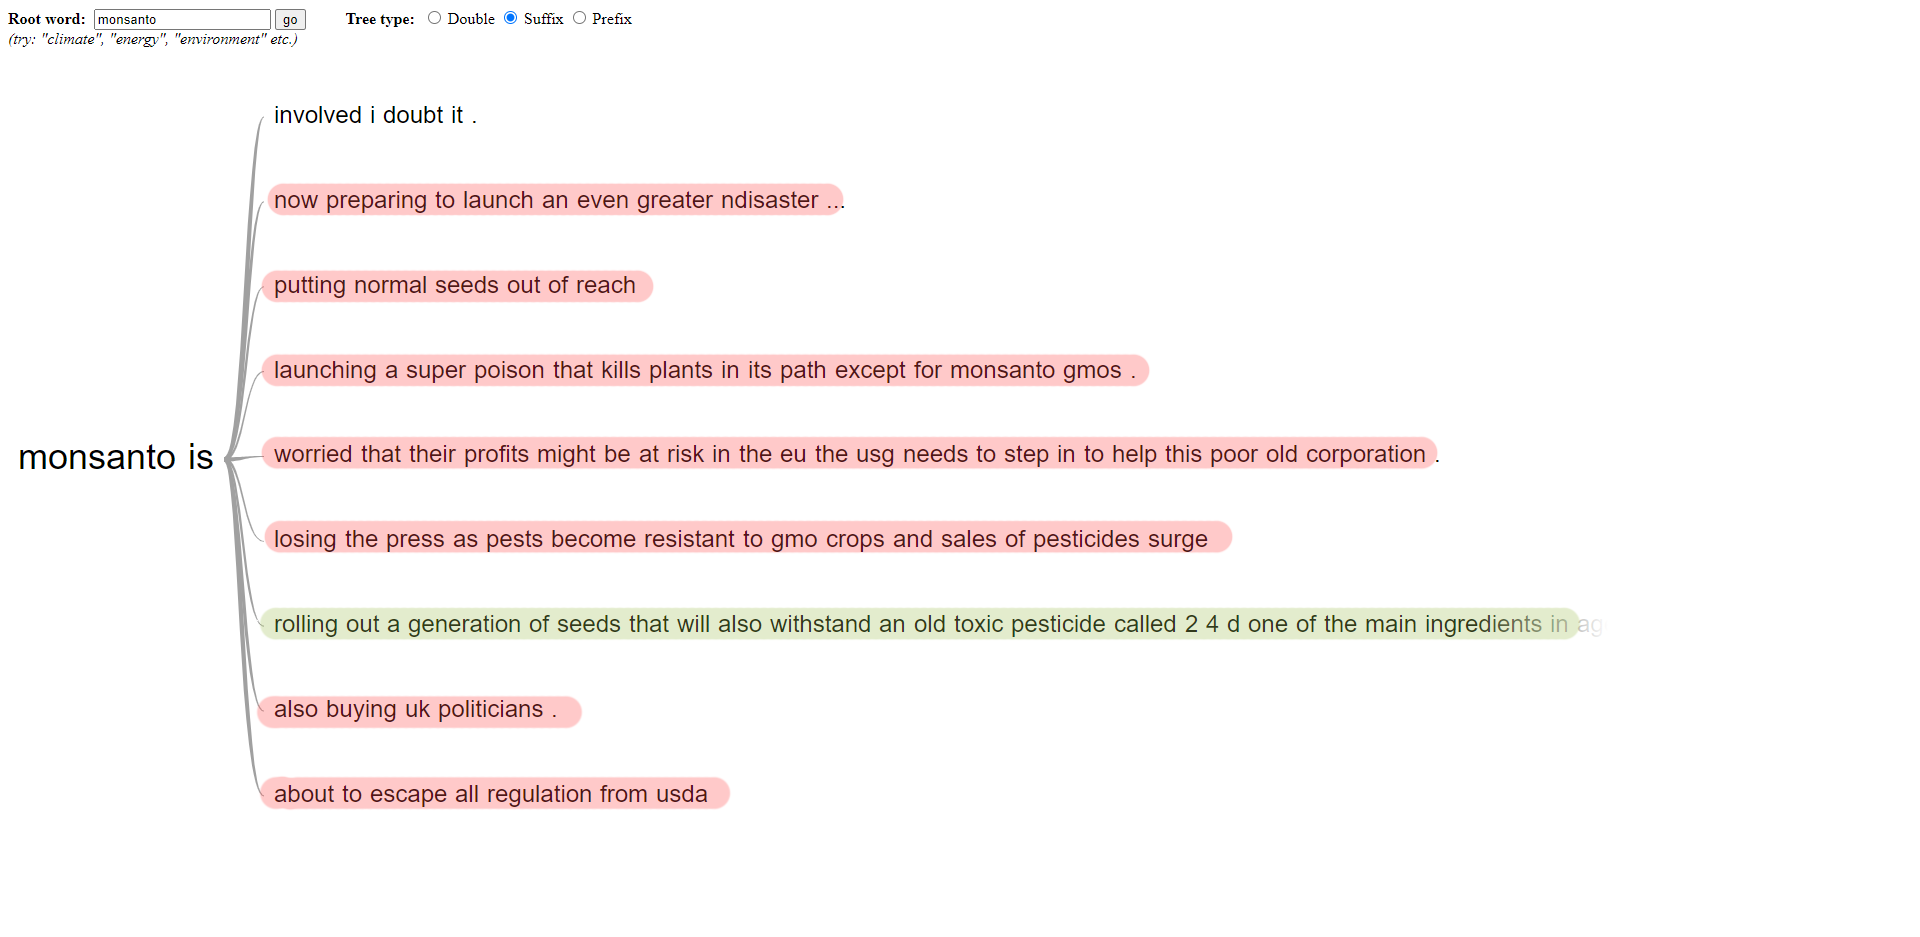 Root word: monsanto go Tree type: Double Suffix Prefix
(try: "climate", "energy", "environment" etc.)
involved i doubt it .
now preparing to launch an even greater ndisaster ...
putting normal seeds out of reach
launching a super poison that kills plants in its path except for monsanto gmos .
monsanto is
worried that their profits might be at risk in the eu the usg needs to step in to help this poor old corporation .
losing the press as pests become resistant to gmo crops and sales of pesticides surge
rolling out a generation of seeds that will also withstand an old toxic pesticide called 2 4 d one of the main ingredients in ag
also buying uk politicians .
about to escape all regulation from usda